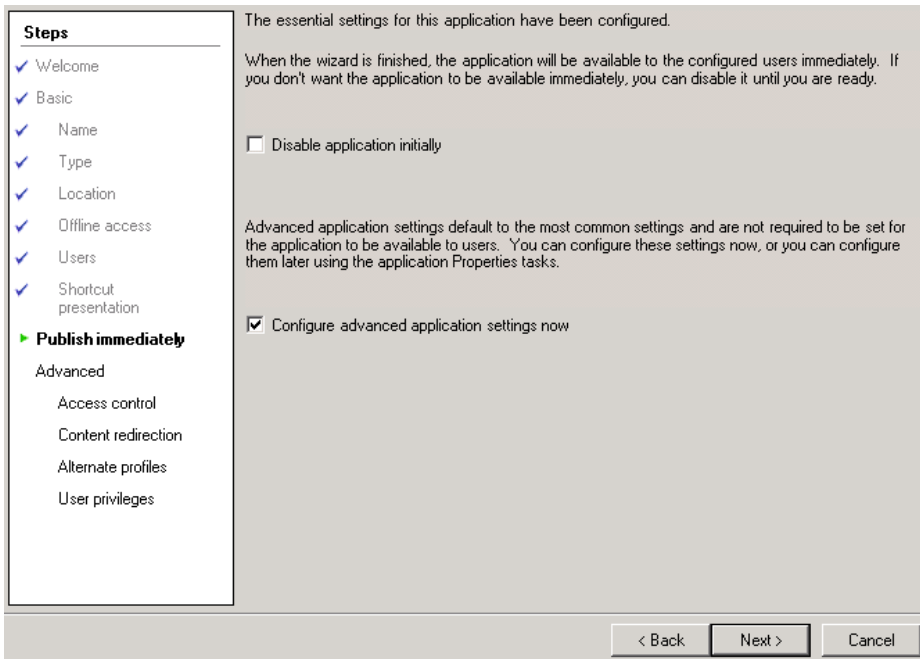 Steps
Welcome
Basic
Name
Type
Location
Offline access
Users
Shortcut
presentation
Publish immediately
Advanced
Access control
Content redirection
Alternate profiles
User privileges
The essential settings for this application have been configured.
When the wizard is finished, the application will be available to the configured users immediately. If
you don't want the application to be available immediately, you can disable it until you are ready.
Disable application initially
Advanced application settings default to the most common settings and are not required to be set for
the application to be available to users. You can configure these settings now, or you can configure
them later using the application Properties tasks.
Configure advanced application settings now
< Back
Next >
Cancel